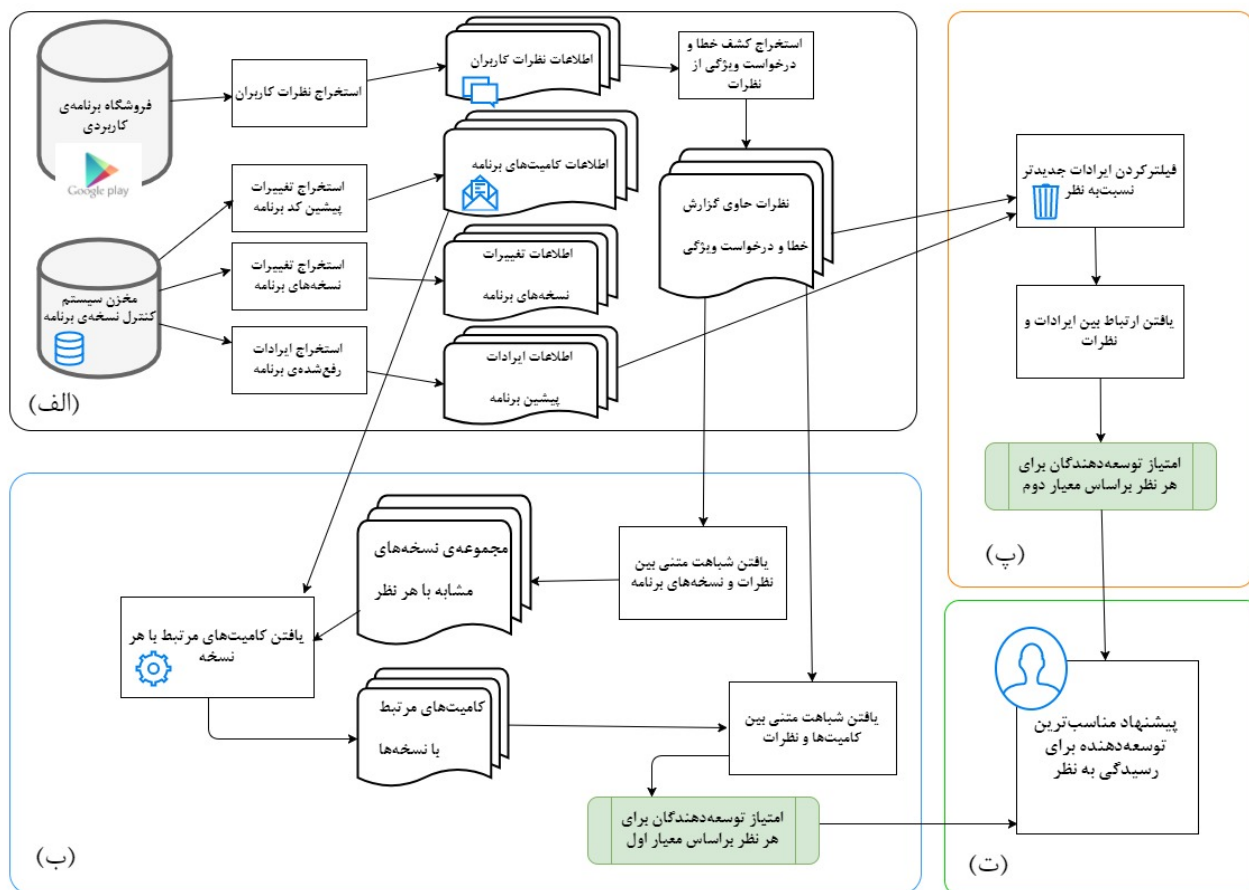 فروشگاه برنامه‌ی
کاربردی
Google play
استخراج نظرات کاربران
اطلاعات نظرات کاربران
استخراج کشف خطا و
درخواست ویژگی از
نظرات
استخراج تغییرات
پیشین کد برنامه
اطلاعات کامیت‌های برنامه
نظرات حاوی گزارش
خطا و درخواست ویژگی
مخزن سیستم
کنترل نسخه‌ی برنامه
استخراج تغییرات
نسخه‌های برنامه
اطلاعات تغییرات
نسخه‌های برنامه
استخراج ایرادات
رفع‌شده‌ی برنامه
اطلاعات ایرادات
پیشین برنامه
(الف)
یافتن شباهت متنی بین
نظرات و نسخه‌های برنامه
مجموعه‌ی نسخه‌های
مشابه با هر نظر
یافتن کامیت‌های مرتبط با هر
نسخه
کامیت‌های مرتبط
با نسخه‌ها
یافتن شباهت متنی بین
کامیت‌ها و نظرات
امتیاز توسعه‌دهندگان برای
هر نظر براساس معیار اول
(ب)
فیلترکردن ایرادات جدیدتر
نسبت‌به نظر
یافتن ارتباط بین ایرادات و
نظرات
امتیاز توسعه‌دهندگان برای
هر نظر براساس معیار دوم
(پ)
پیشنهاد مناسب‌ترین
توسعه‌دهنده برای
رسیدگی به نظر
(ت)